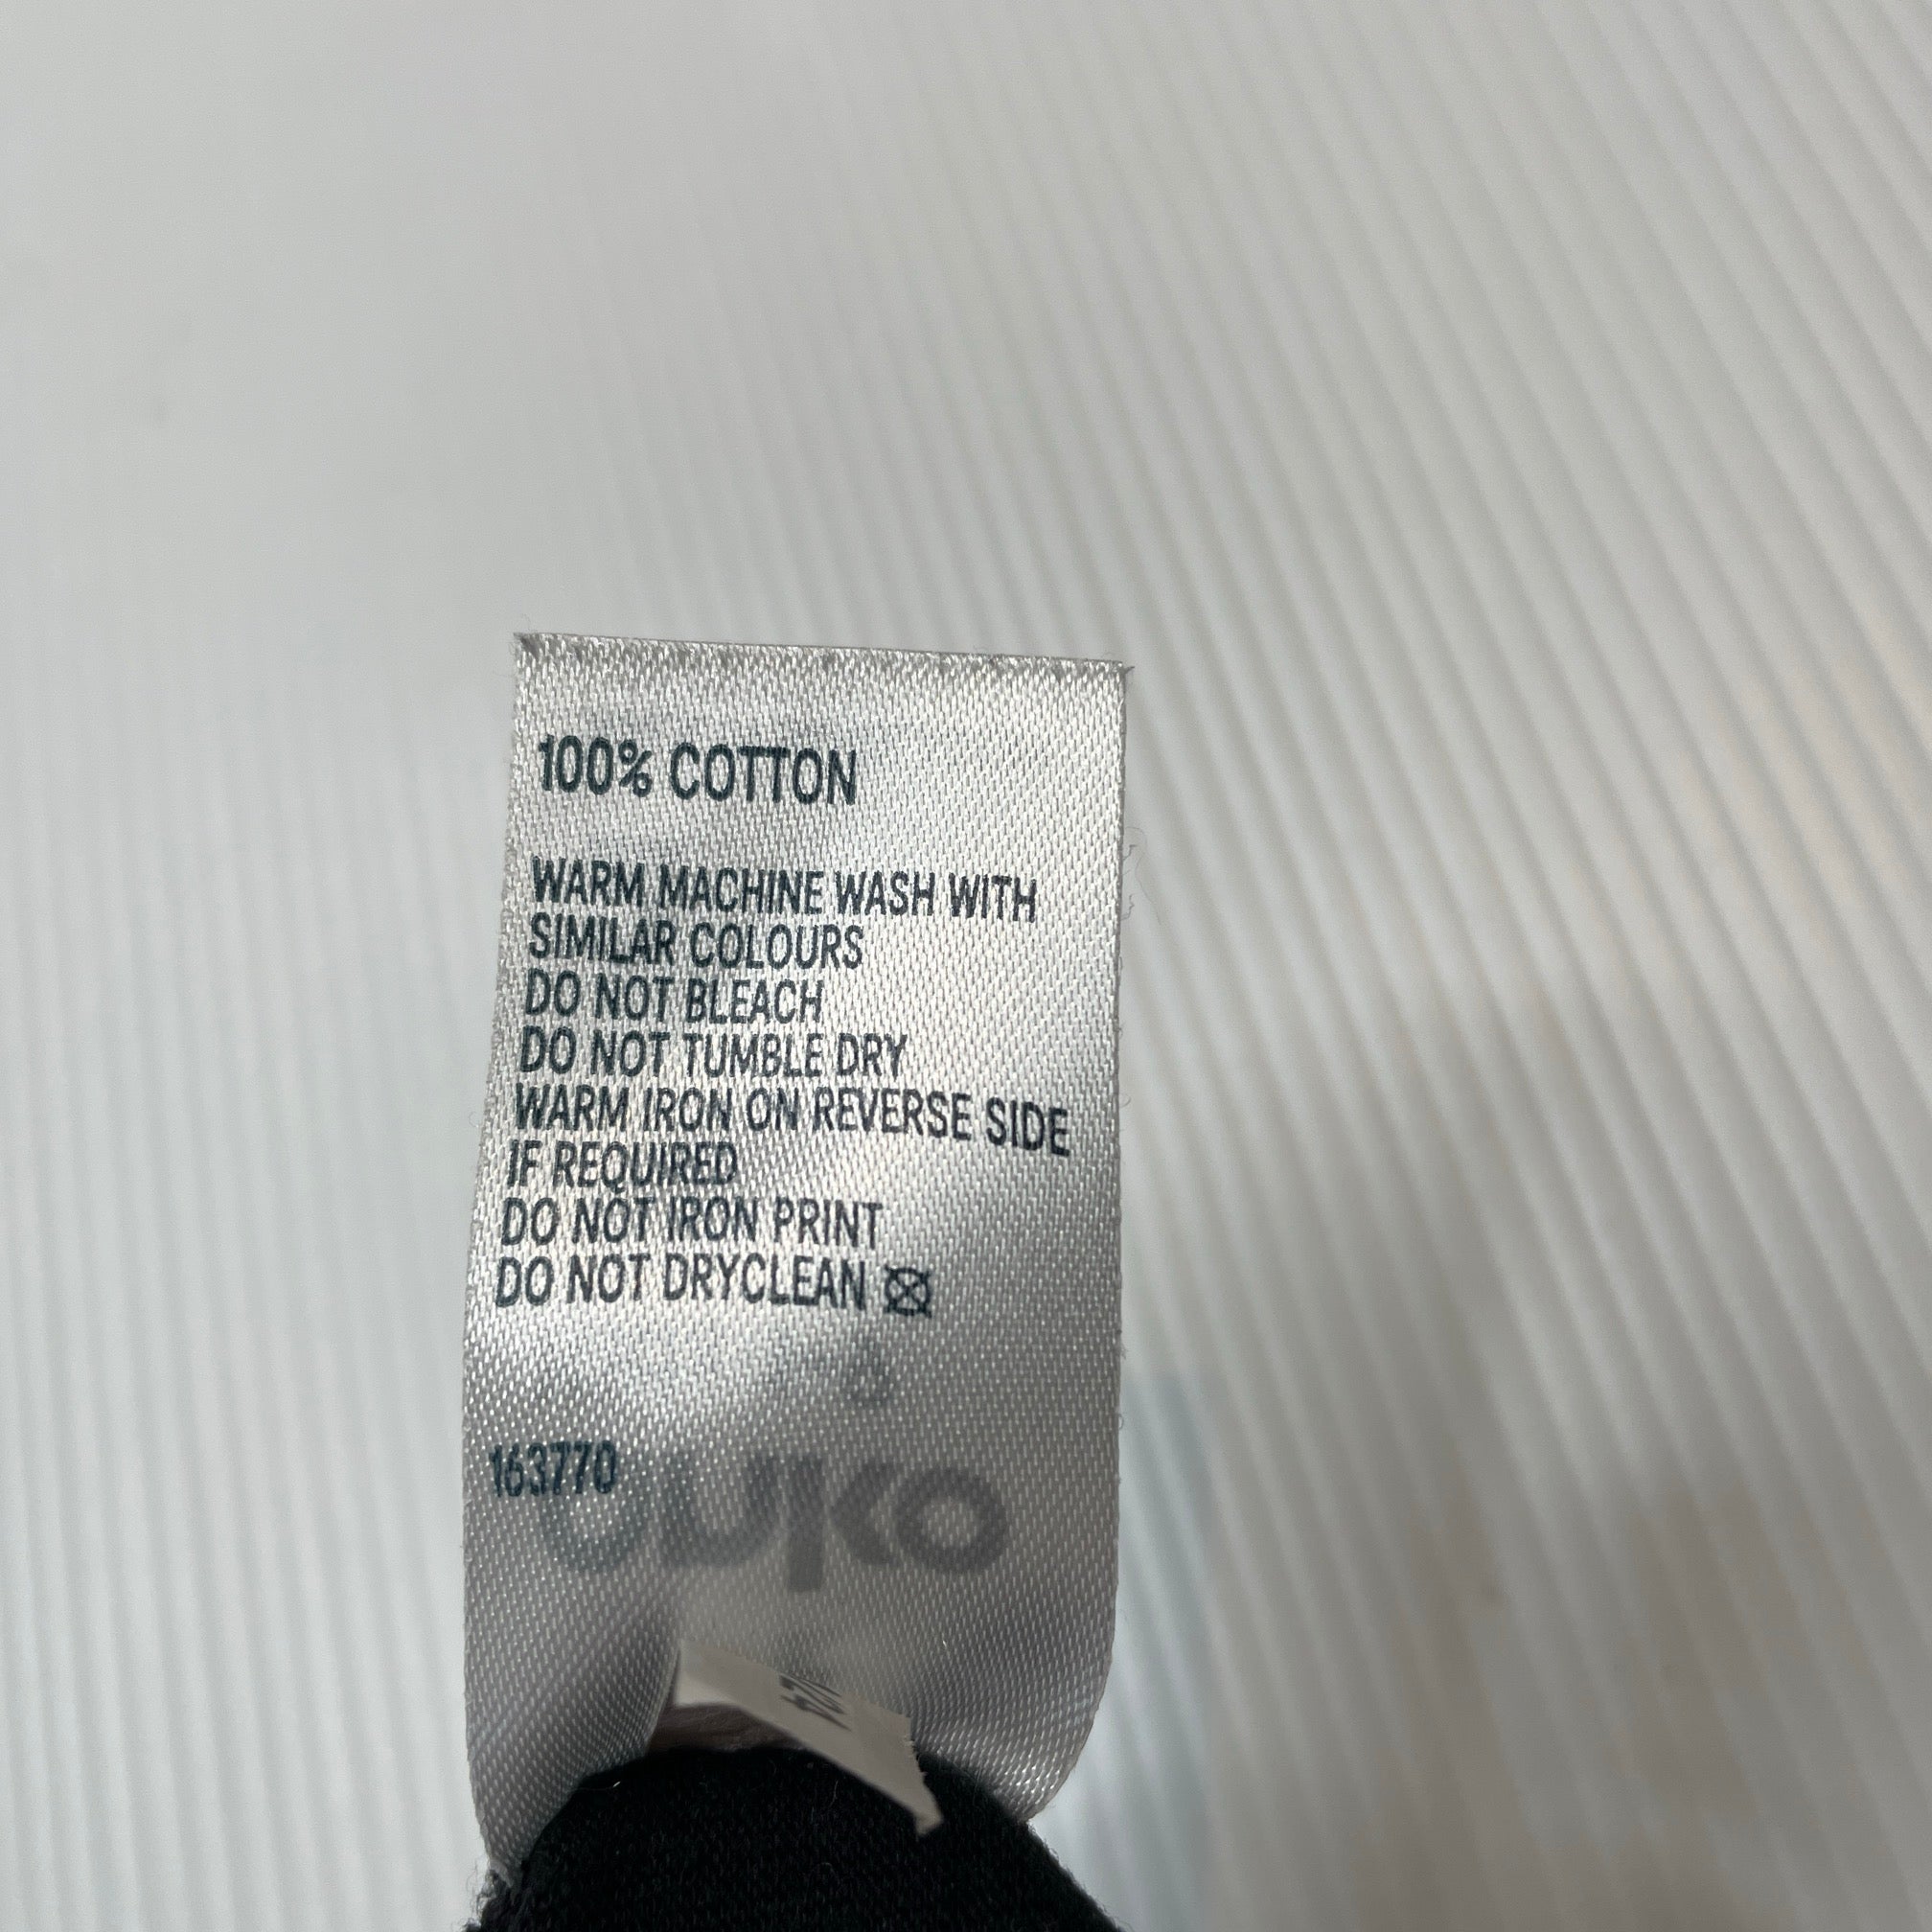 100% COTTON
WARM MACHINE WASH WITH
SIMILAR COLOURS
DO NOT BLEACH
DO NOT TUMBLE DRY
WARM IRON ON REVERSE SIDE
IF REQUIRED
DO NOT IRON PRINT
DO NOT DRYCLEAN
163770